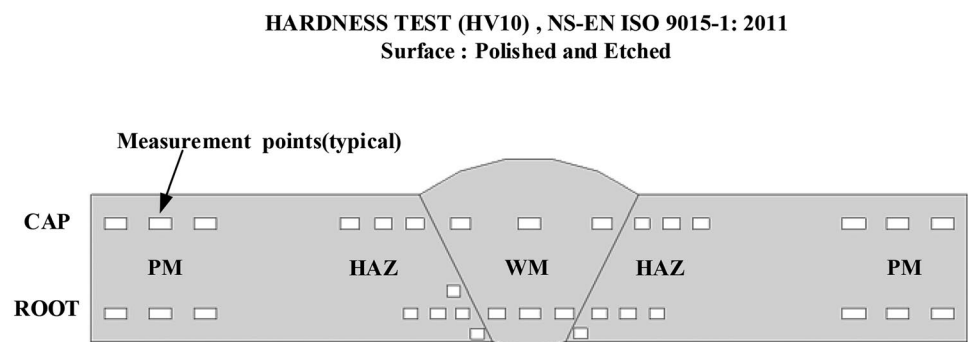 HARDNESS TEST (HV10) , NS-EN ISO 9015-1: 2011
Surface : Polished and Etched
Measurement points(typical)
CAP
PM HAZ WM HAZ PM
ROOT